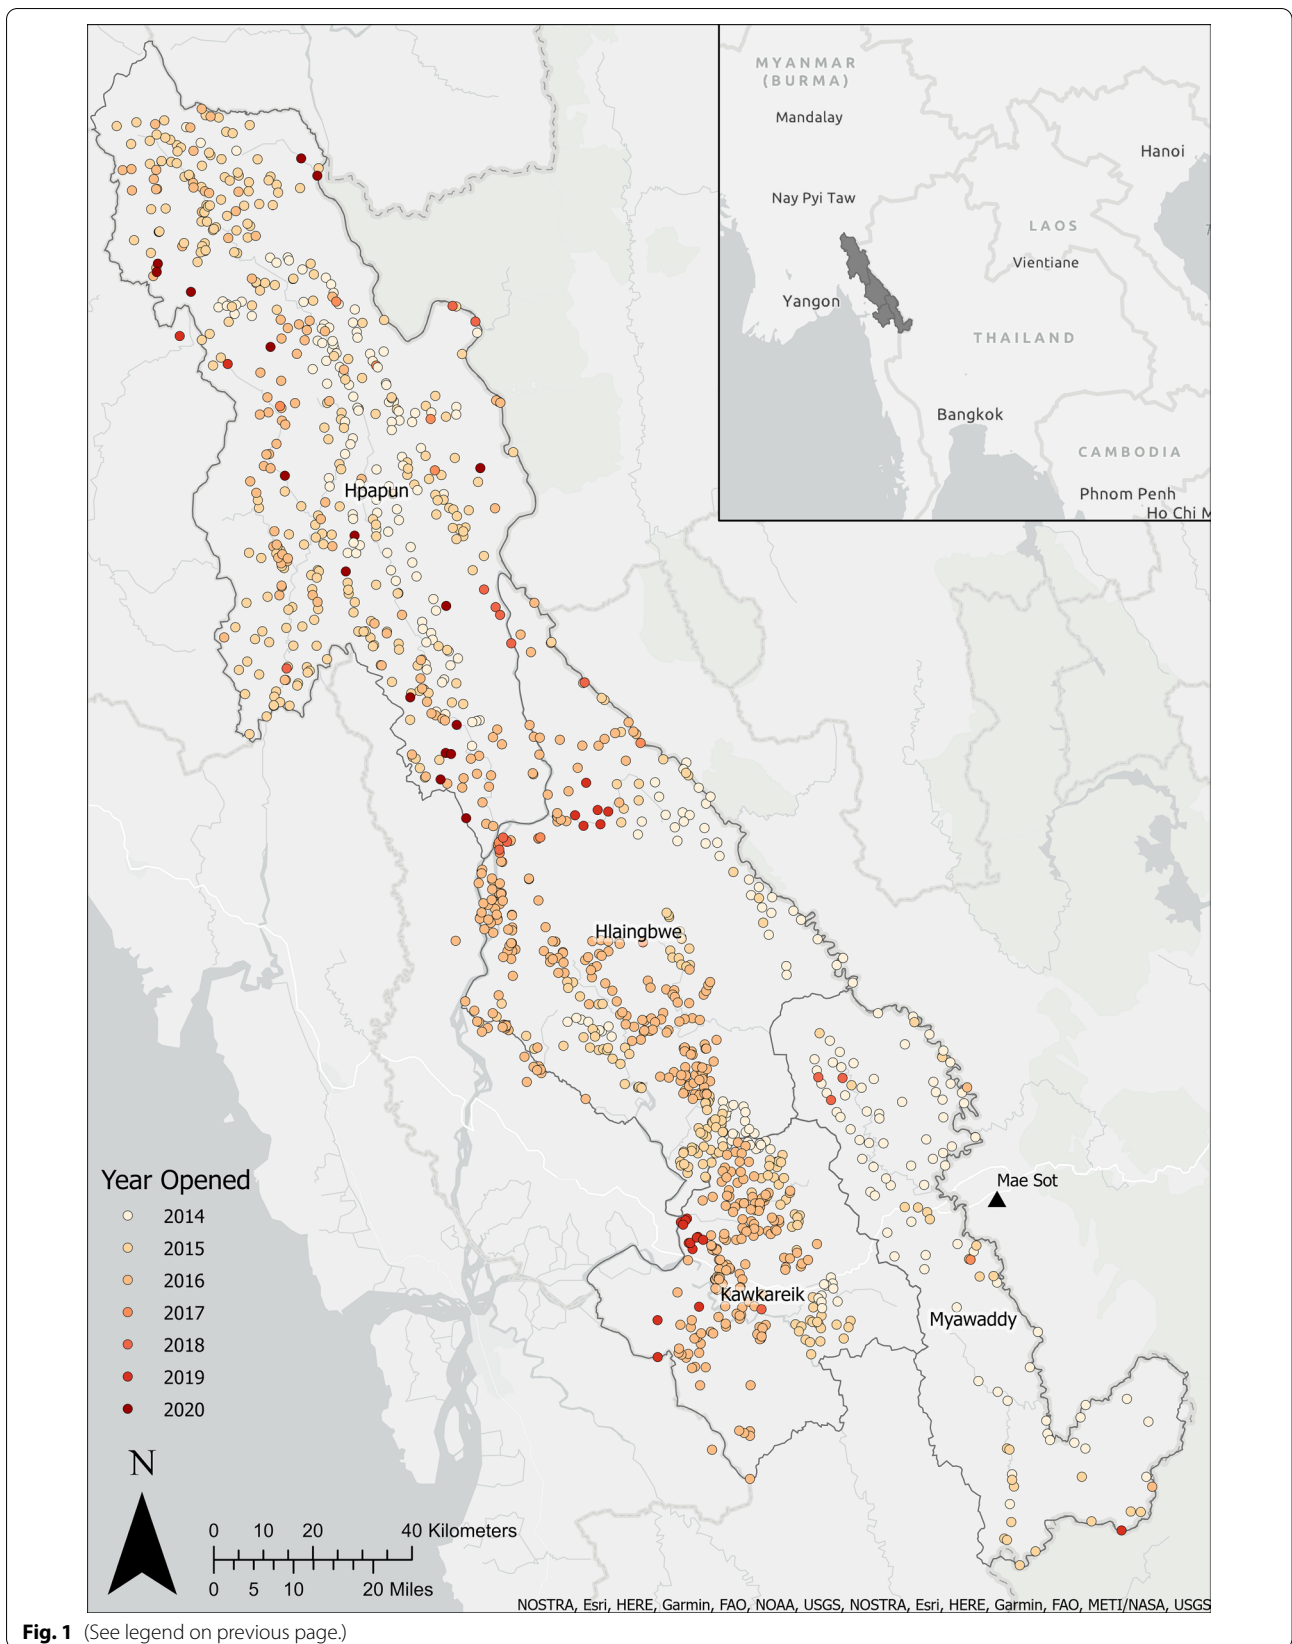 MYANMAR
(BURMA)
Mandalay
Hanoi
Nay Pyi Taw
LAOS
Vientiane
Yangon
THAILAND
Bangkok
CAMBODIA
Phnom Penh
Ho Chi M
Hpapun
Hlaingbwe
Mae Sot
Kawkareik
Myawaddy
Year Opened
2014
2015
2016
2017
2018
2019
2020
N
0 10 20 40 Kilometers
0 5 10 20 Miles
NOSTRA, Esri, HERE, Garmin, FAO, NOAA, USGS, NOSTRA, Esri, HERE, Garmin, FAO, METI/NASA, USGS
Fig. 1 (See legend on previous page.)